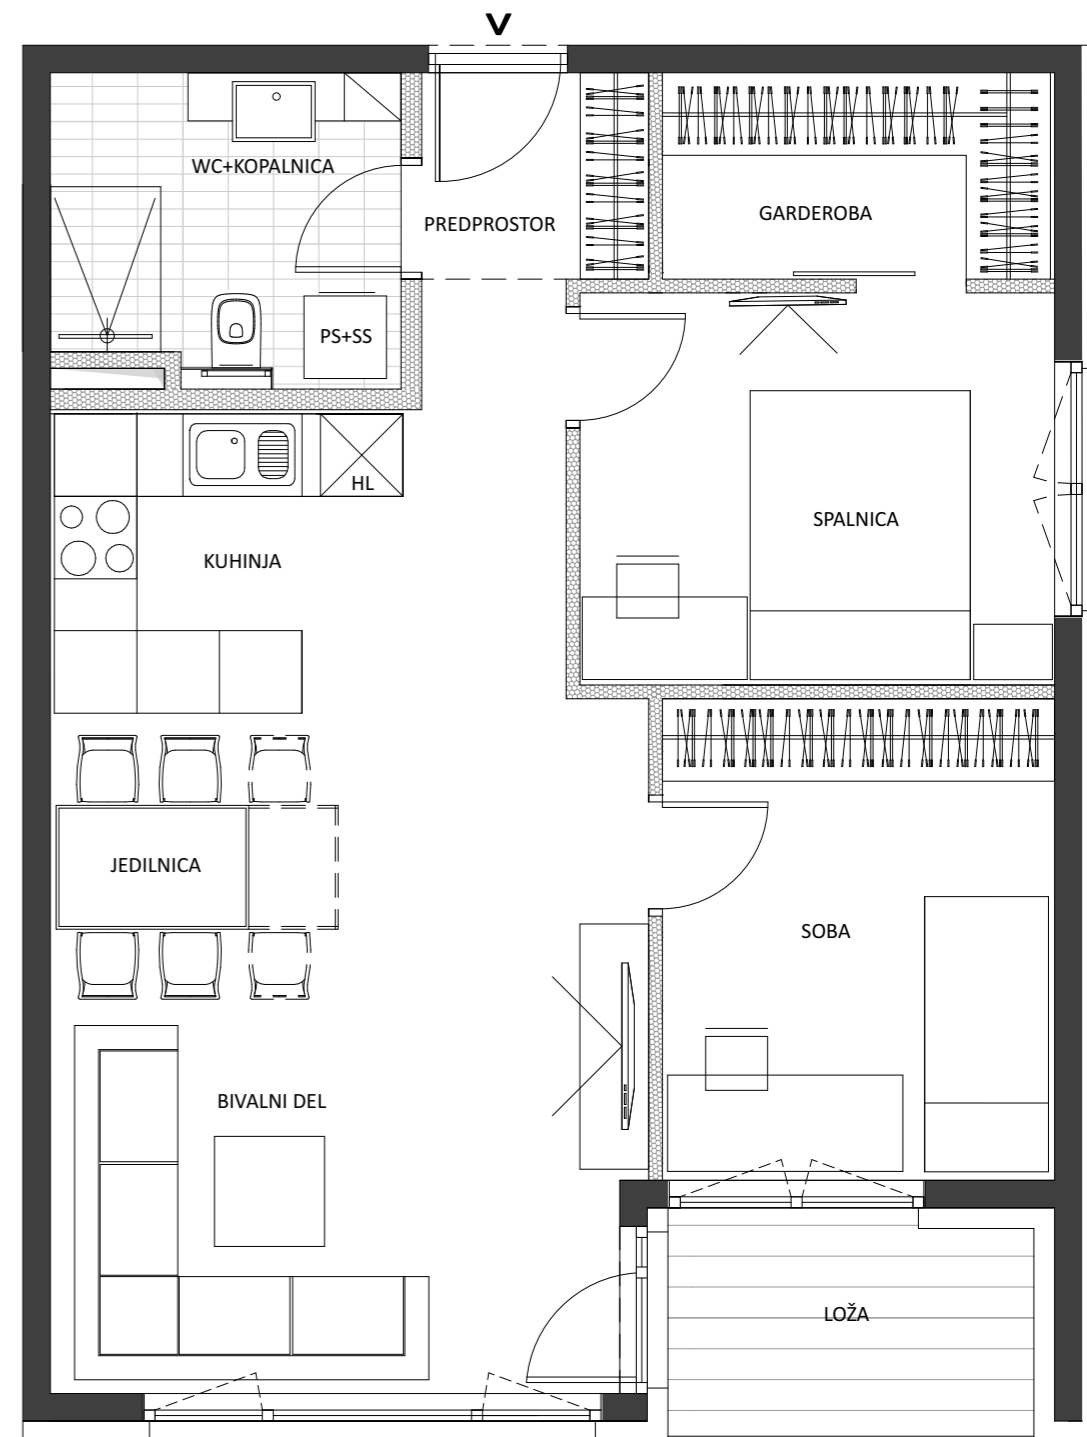 V
WC+KOPALNICA
PREDPROSTOR
GARDEROBA
PS+SS
HL
SPALNICA
KUHINJA
JEDILNICA
SOBA
BIVALNI DEL
LOŽA